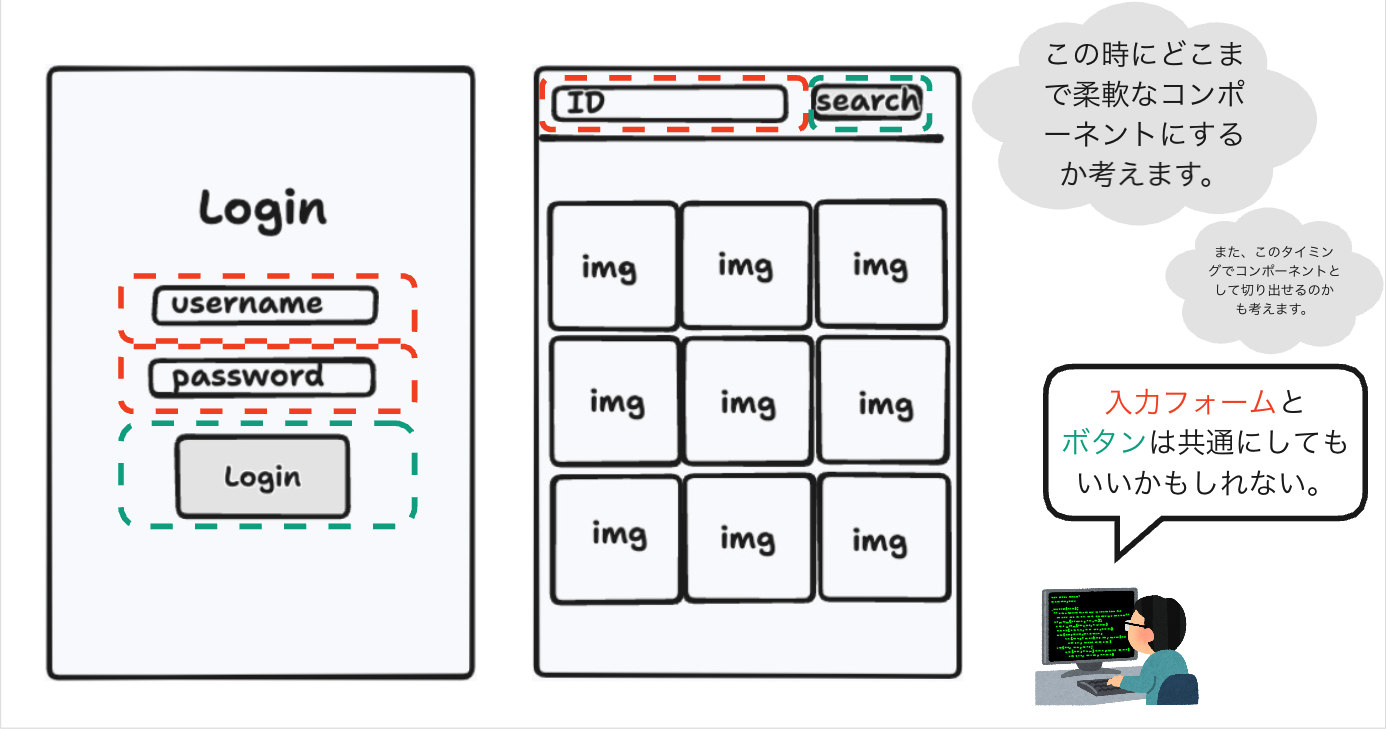 Login
username
password
Login
ID
search
img
img
img
img
img
img
img
img
img
この時にどこま
で柔軟なコンポ
ーネントにする
か考えます。
また、このタイミン
グでコンポーネントと
して切り出せるのか
も考えます。
入力フォームと
ボタンは共通にしても
いいかもしれない。